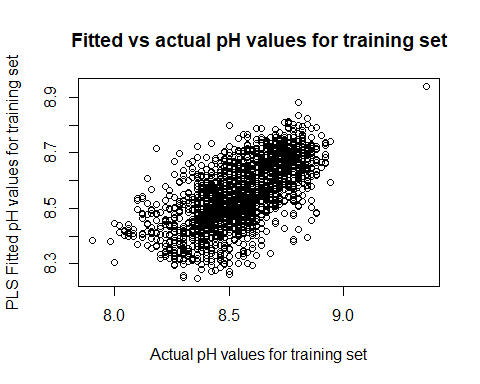 Fitted vs actual pH values for training set
PLS Fitted pH values for training set
8.9
8.7
8.5
8.3
8.0 8.5 9.0
Actual pH values for training set